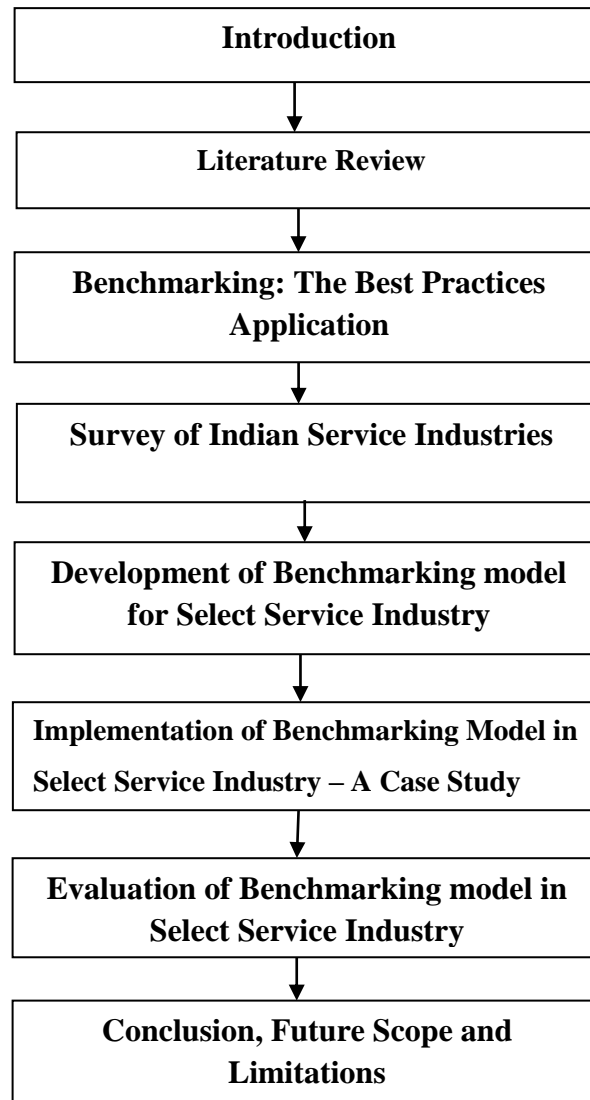 Introduction
Literature Review
Benchmarking: The Best Practices
Application
Survey of Indian Service Industries
Development of Benchmarking model
for Select Service Industry
Implementation of Benchmarking Model in
Select Service Industry – A Case Study
Evaluation of Benchmarking model in
Select Service Industry
Conclusion, Future Scope and
Limitations